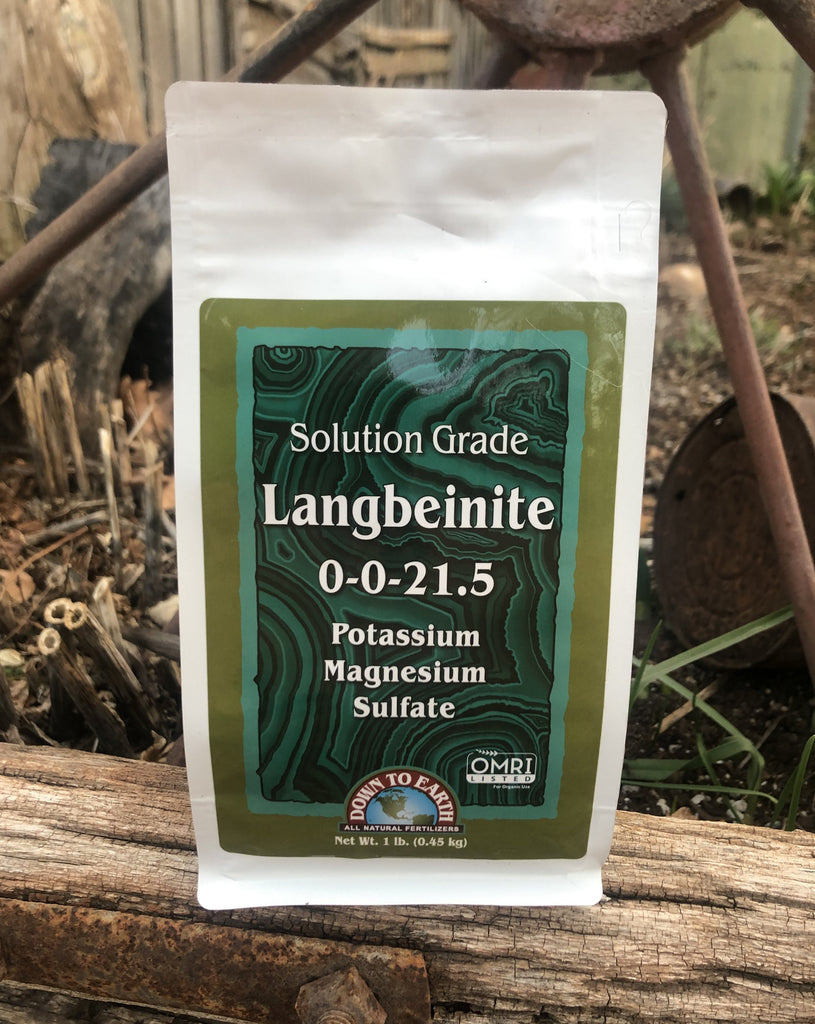 Solution Grade
Langbeinite
0-0-21.5
Potassium
Magnesium
Sulfate
OMRI
LISTED
For Organic Use
DOWN TO EARTH
ALL NATURAL FERTILIZERS
Net Wt. 1 lb. (0.45 kg)